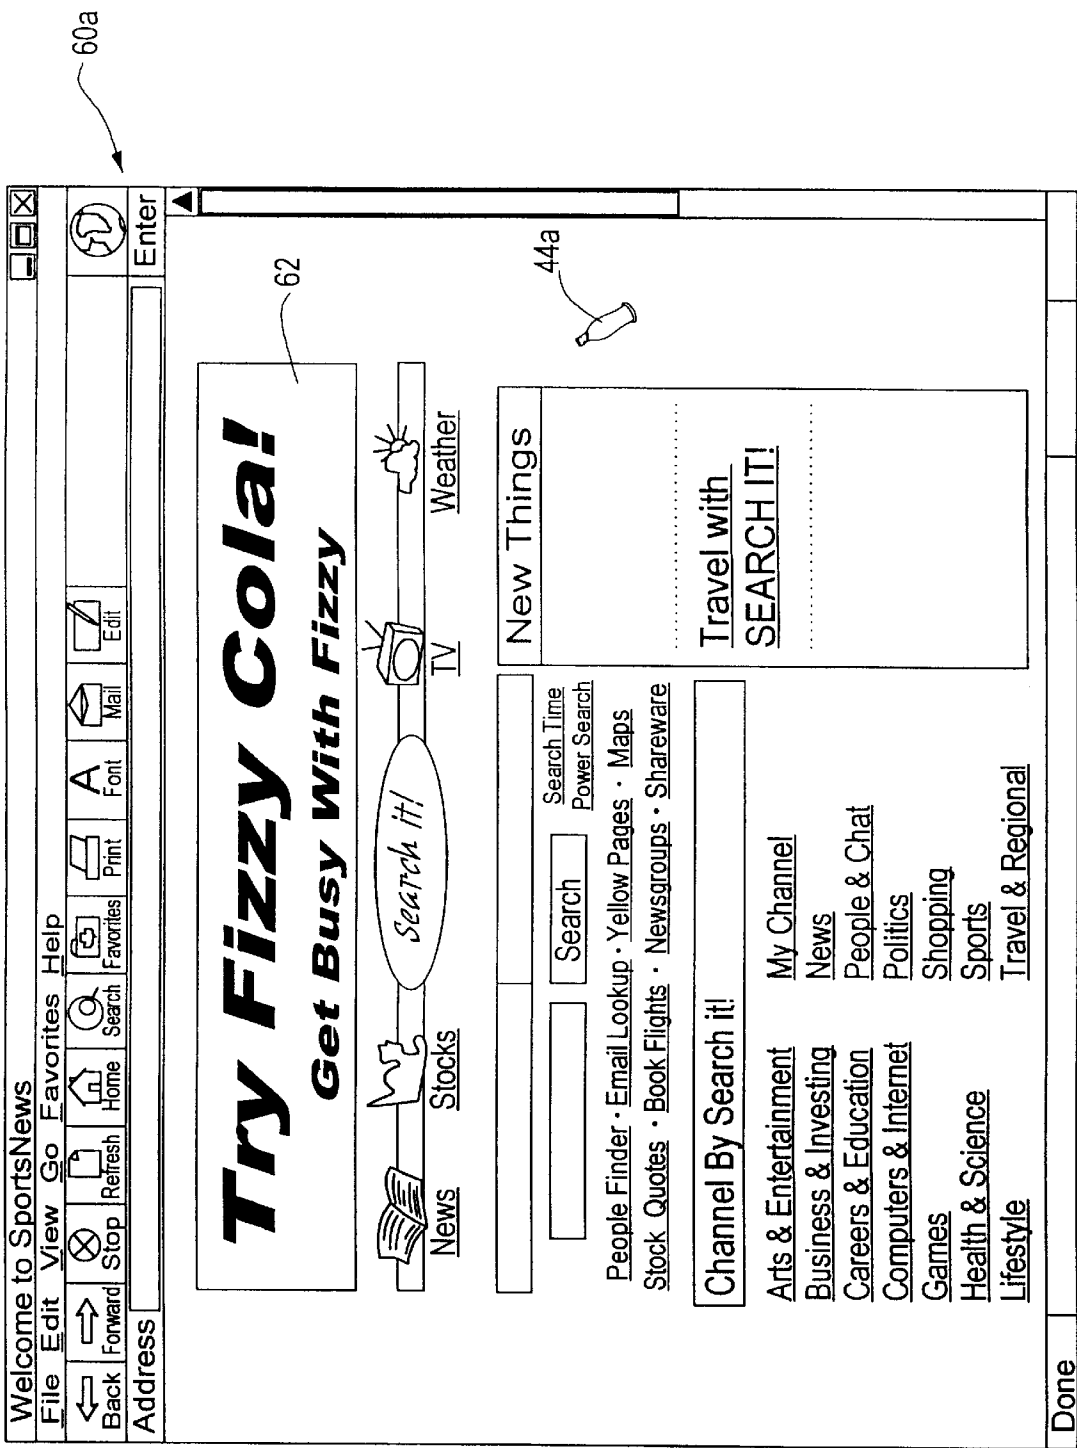 60a
Welcome to SportsNews
File Edit View Go Favorites Help
Back Forward Stop Refresh Home Search Favorites Print Font Mail Edit
Address Enter
Try Fizzy Cola!
Get Busy With Fizzy
62
News Stocks Search it! TV Weather
44a
New Things
Travel with
SEARCH IT!
Search Search Time
Power Search
People Finder · Email Lookup · Yellow Pages · Maps
Stock Quotes · Book Flights · Newsgroups · Shareware
Channel By Search it!
Arts & Entertainment My Channel
Business & Investing News
Careers & Education People & Chat
Computers & Internet Politics
Games Shopping
Health & Science Sports
Lifestyle Travel & Regional
Done